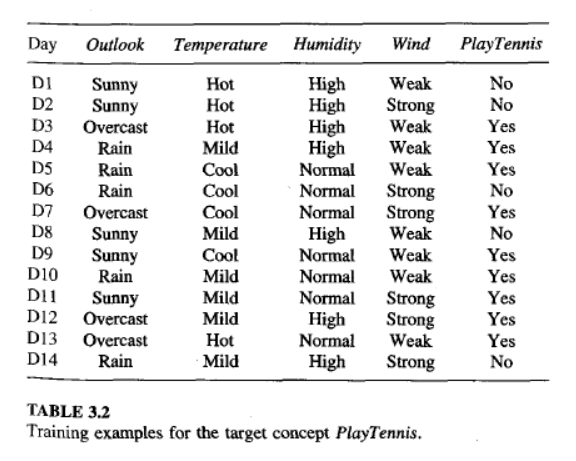 Day Outlook Temperature Humidity Wind PlayTennis
D1 Sunny Hot High Weak No
D2 Sunny Hot High Strong No
D3 Overcast Hot High Weak Yes
D4 Rain Mild High Weak Yes
D5 Rain Cool Normal Weak Yes
D6 Rain Cool Normal Strong No
D7 Overcast Cool Normal Strong Yes
D8 Sunny Mild High Weak No
D9 Sunny Cool Normal Weak Yes
D10 Rain Mild Normal Weak Yes
D11 Sunny Mild Normal Strong Yes
D12 Overcast Mild High Strong Yes
D13 Overcast Hot Normal Weak Yes
D14 Rain Mild High Strong No
TABLE 3.2
Training examples for the target concept PlayTennis.